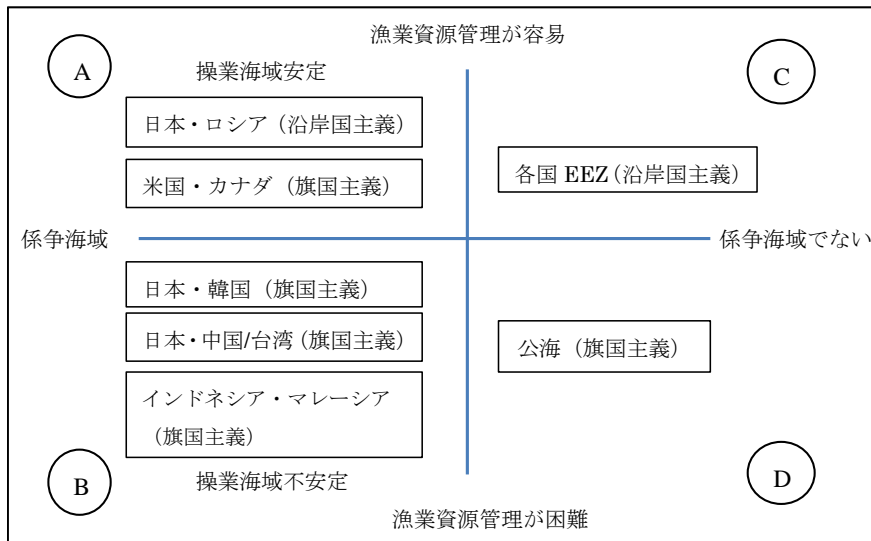 漁業資源管理が容易
A
操業海域安定
C
日本・ロシア（沿岸国主義）
米国・カナダ（旗国主義）
各国 EEZ（沿岸国主義）
係争海域
係争海域でない
日本・韓国（旗国主義）
日本・中国/台湾（旗国主義）
公海（旗国主義）
インドネシア・マレーシア
（旗国主義）
B
操業海域不安定
D
漁業資源管理が困難